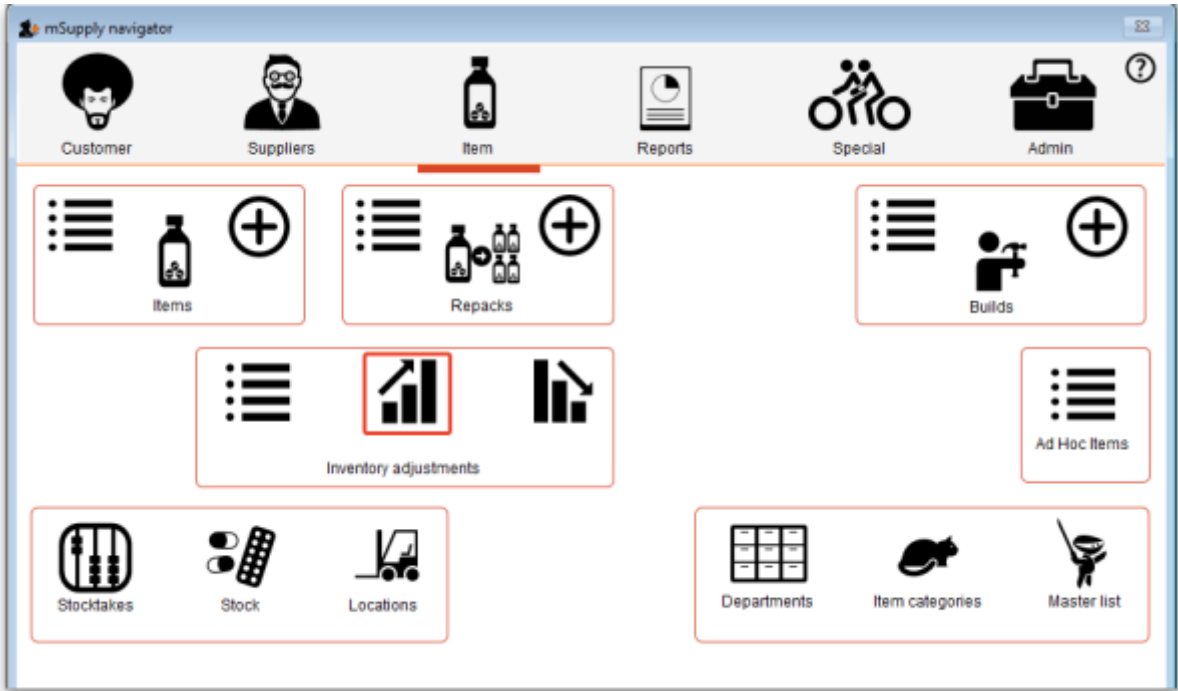 mSupply navigator
Customer
Suppliers
Item
Reports
Special
Admin
?
Items
Repacks
Builds
Inventory adjustments
Ad Hoc Items
Stocktakes
Stock
Locations
Departments
Item categories
Master list